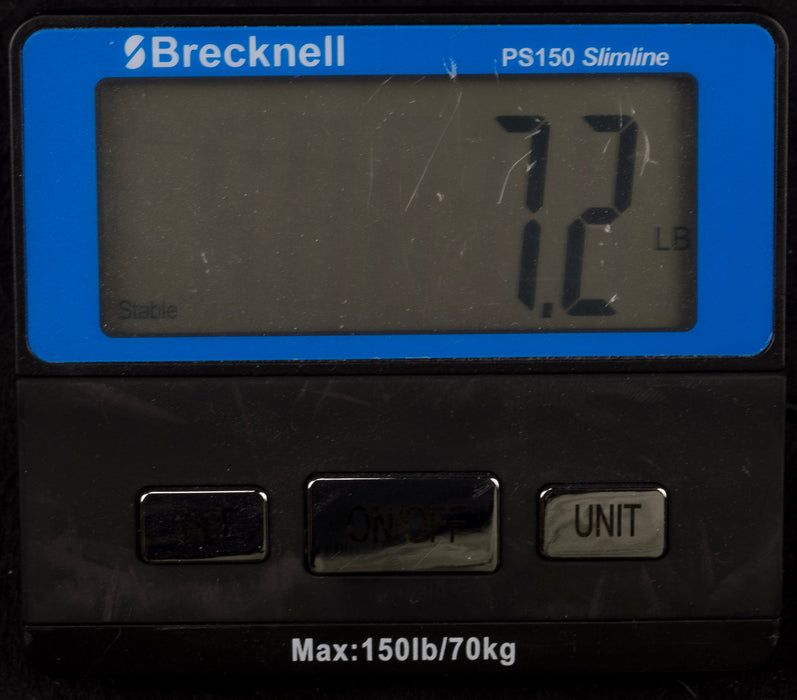 Brecknell
PS150 Slimline
7.2
LB
Stable
ON/OFF
UNIT
Max:150lb/70kg